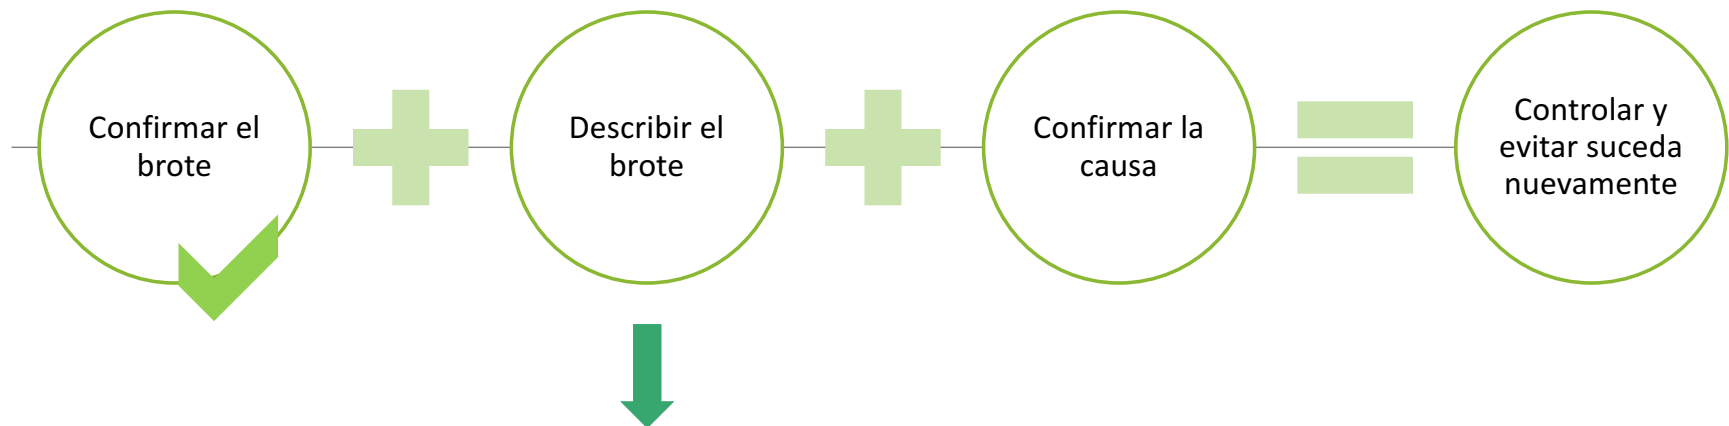 Confirmar el
brote
Describir el
brote
Confirmar la
causa
Controlar y
evitar suceda
nuevamente